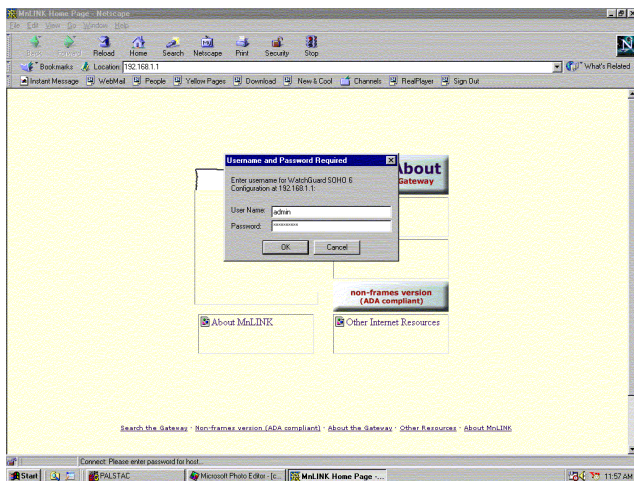 MnLINK Home Page - Netscape
File Edit View Go Window Help
Back Forward Reload Home Search Netscape Print Security Stop
Bookmarks Location: 192.168.1.1 What's Related
Instant Message WebMail People Yellow Pages Download New & Cool Channels RealPlayer Sign Out
Username and Password Required
Enter username for WatchGuard SOHO 6
Configuration at 192.168.1.1:
User Name: admin
Password: **********
OK Cancel
About
Gateway
non-frames version
(ADA compliant)
About MnLINK
Other Internet Resources
Search the Gateway · Non-frames version (ADA compliant) · About the Gateway · Other Resources · About MnLINK
Connect: Please enter password for host...
Start PALSTAC Microsoft Photo Editor - [c... MnLINK Home Page -... 11:57 AM